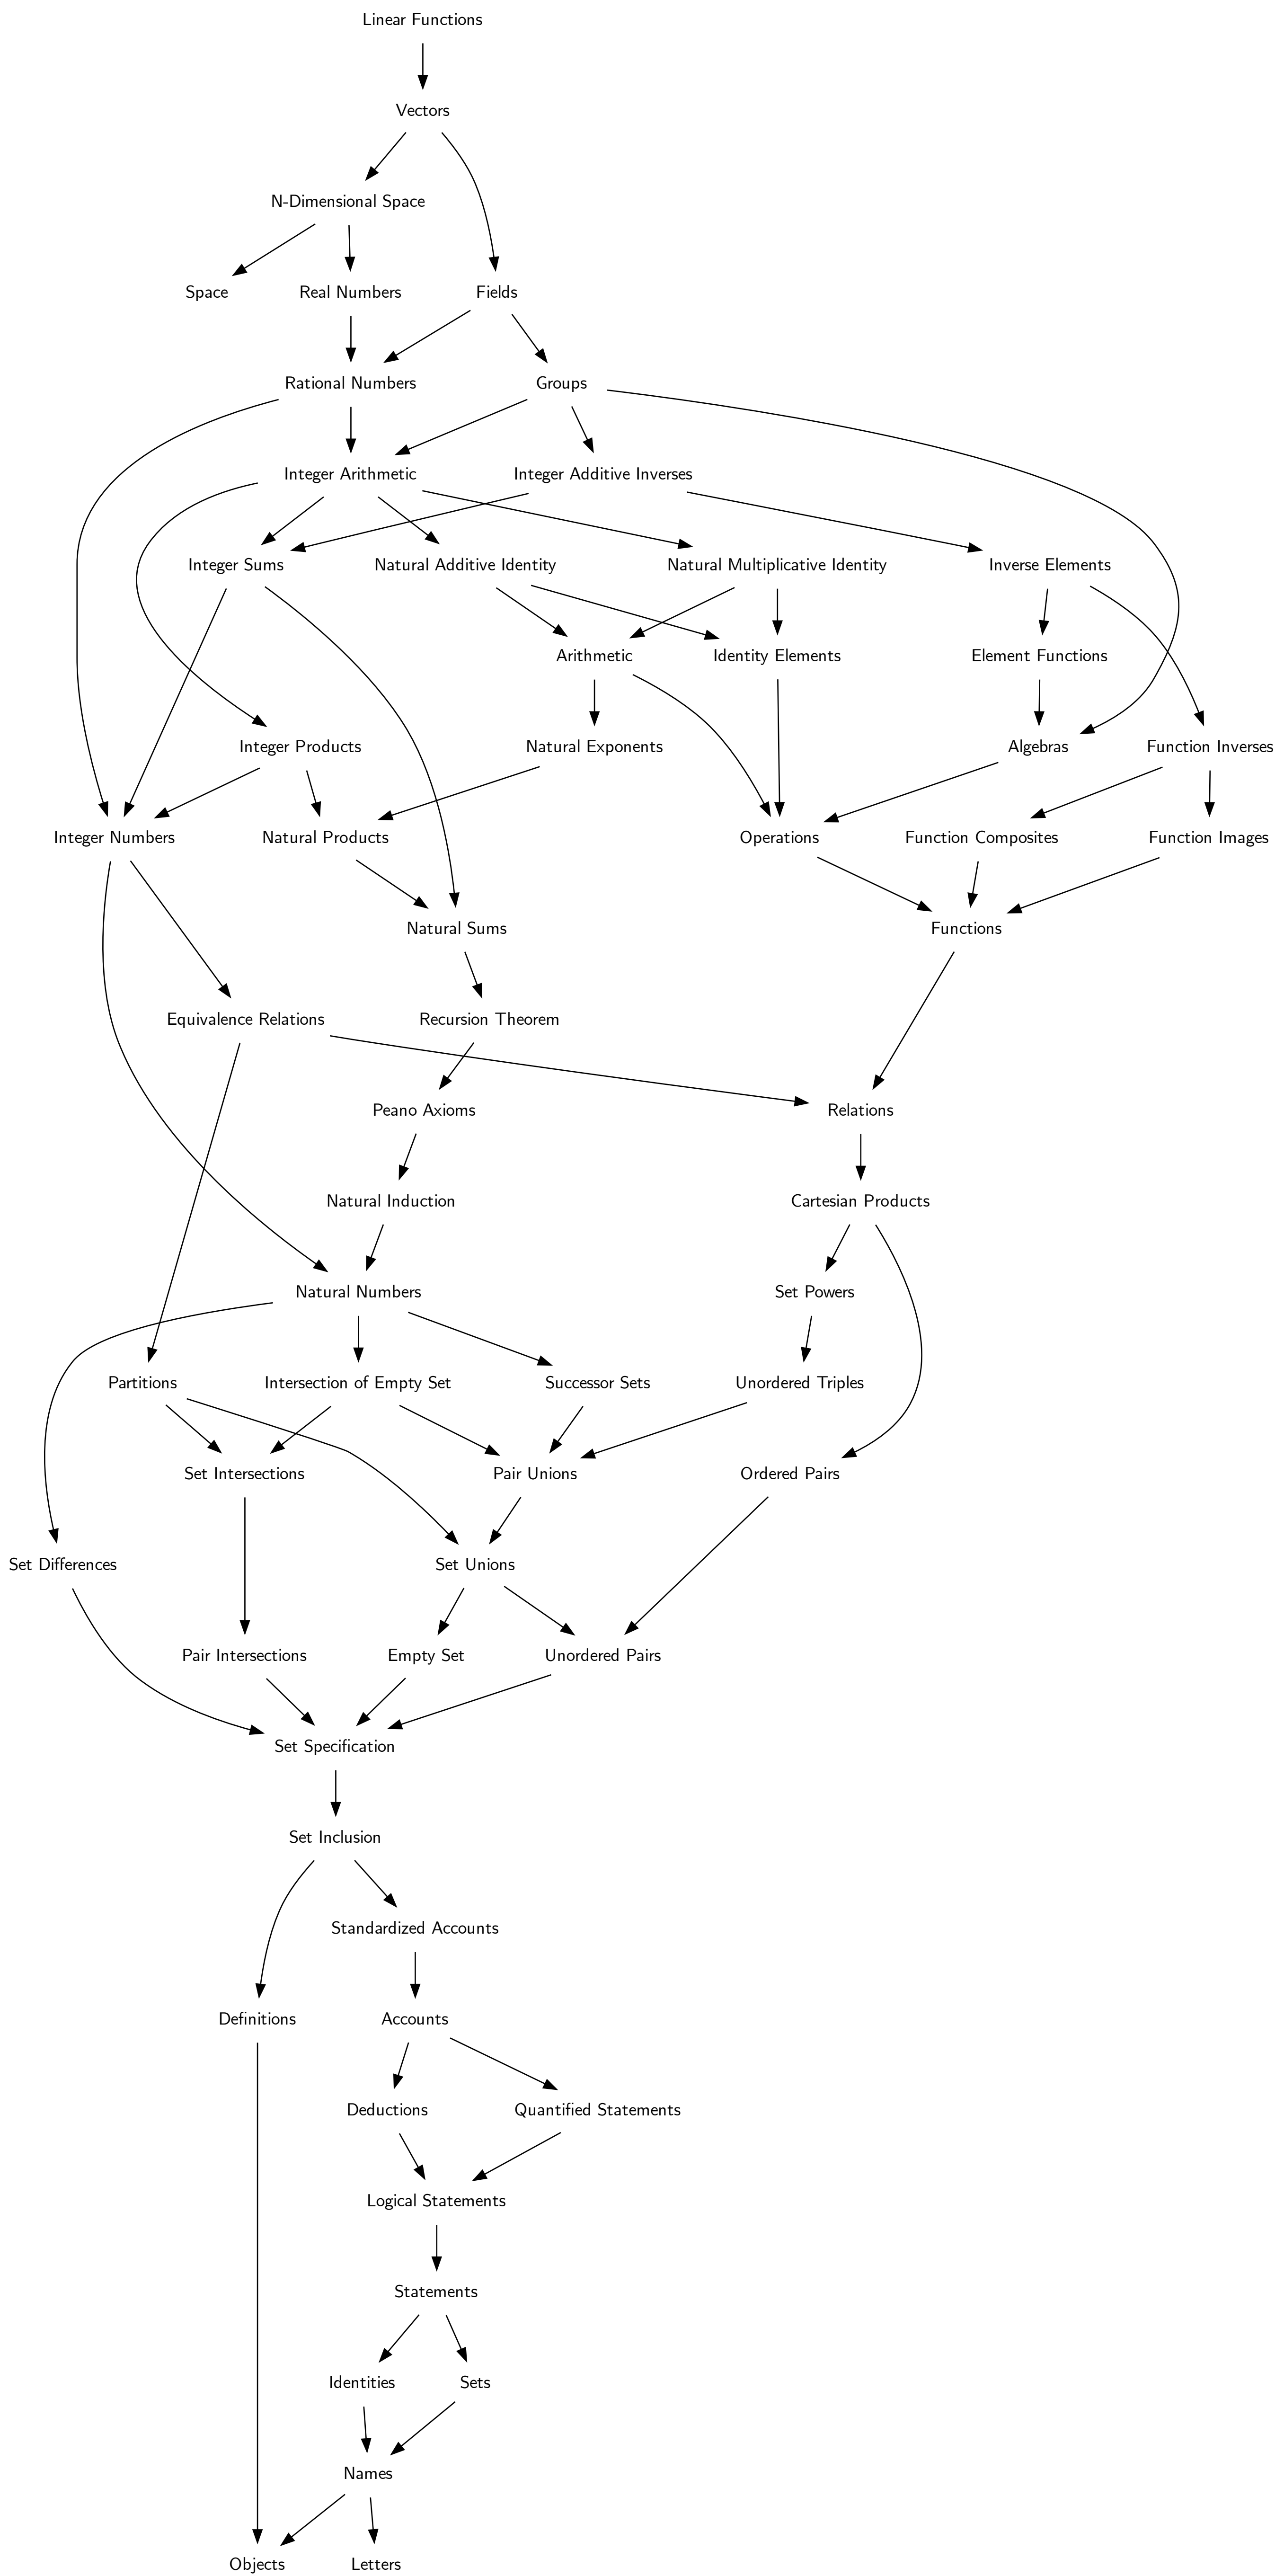 Linear Functions
Vectors
N-Dimensional Space
Space
Real Numbers
Fields
Rational Numbers
Groups
Integer Arithmetic
Integer Additive Inverses
Integer Sums
Natural Additive Identity
Natural Multiplicative Identity
Inverse Elements
Arithmetic
Identity Elements
Element Functions
Integer Products
Natural Exponents
Algebras
Function Inverses
Integer Numbers
Natural Products
Operations
Function Composites
Function Images
Natural Sums
Functions
Equivalence Relations
Recursion Theorem
Peano Axioms
Relations
Natural Induction
Cartesian Products
Natural Numbers
Set Powers
Partitions
Intersection of Empty Set
Successor Sets
Unordered Triples
Set Intersections
Pair Unions
Ordered Pairs
Set Differences
Set Unions
Pair Intersections
Empty Set
Unordered Pairs
Set Specification
Set Inclusion
Standardized Accounts
Definitions
Accounts
Deductions
Quantified Statements
Logical Statements
Statements
Identities
Sets
Names
Objects
Letters